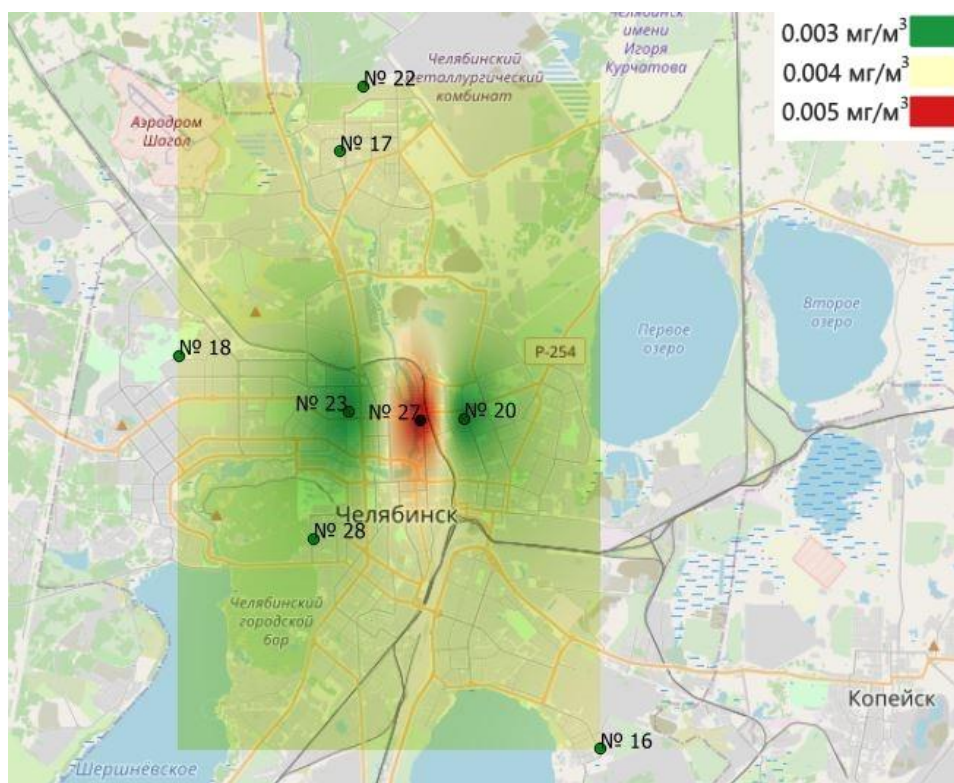 Челябинск
имени
Игоря
Курчатова
0.003 мг/м³
0.004 мг/м³
0.005 мг/м³
Челябинский
металлургический
комбинат
№ 22
Аэродром
Шагол
№ 17
Первое
озеро
Второе
озеро
№ 18
Р-254
№ 23
№ 27
№ 20
Челябинск
№ 28
Челябинский
городской
бор
Копейск
№ 16
Шершнёвское